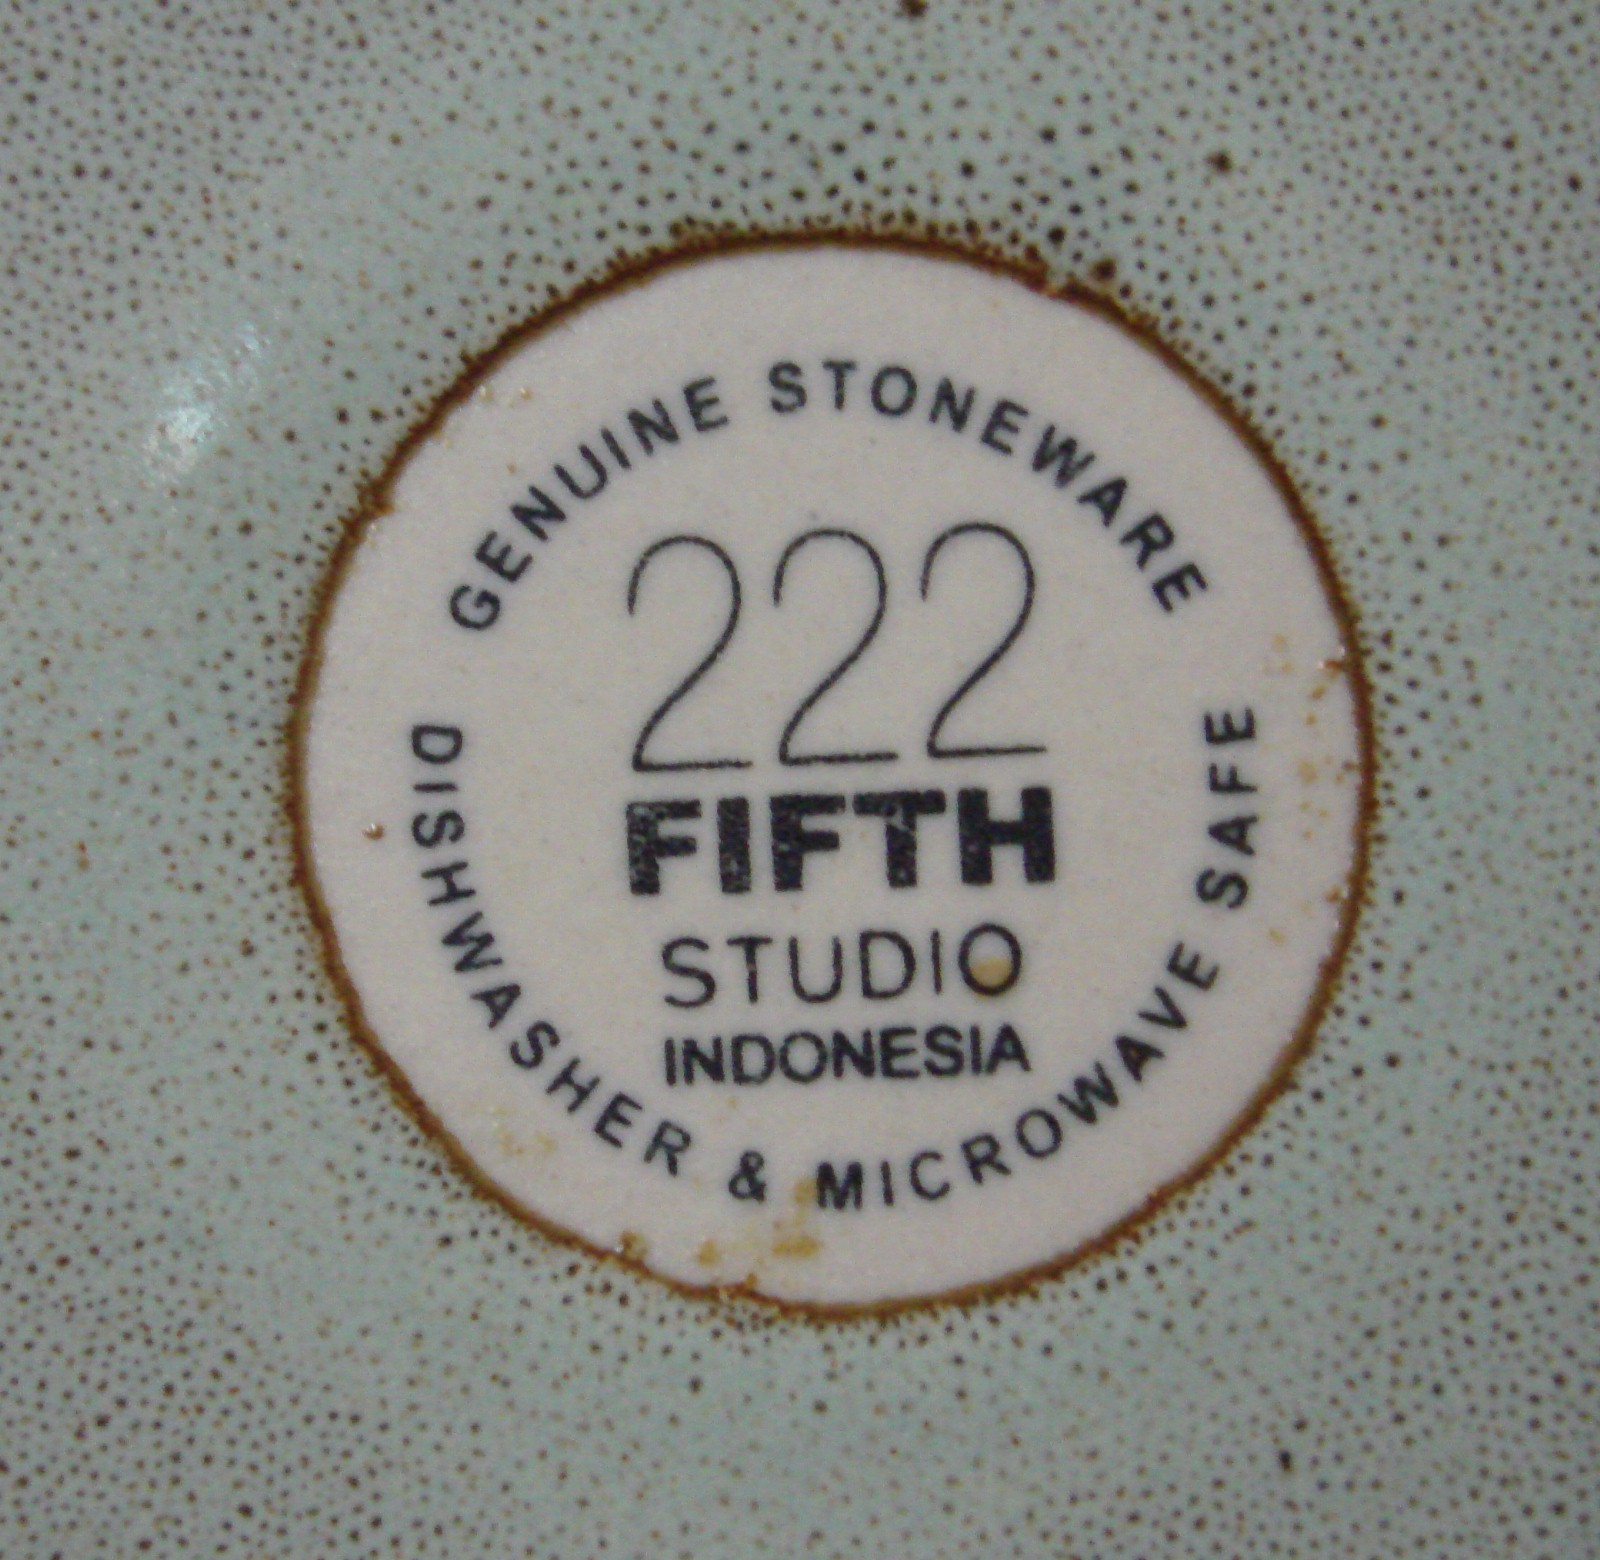 GENUINE STONEWARE
222
FIFTH
STUDIO
INDONESIA
DISHWASHER & MICROWAVE SAFE